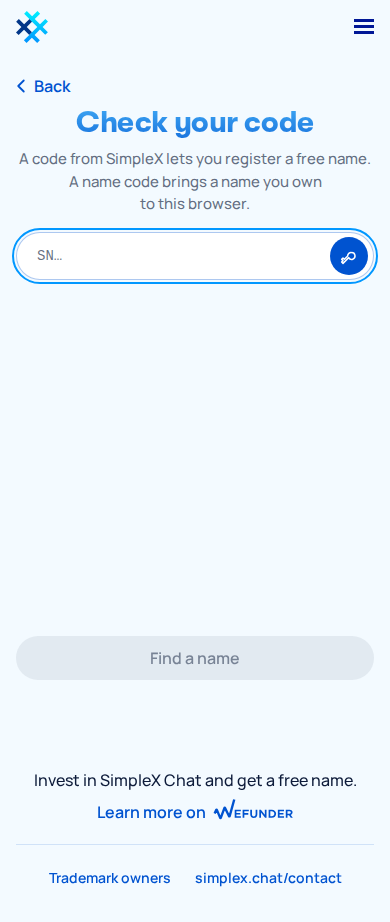 Back
Check your code
A code from SimpleX lets you register a free name.
A name code brings a name you own
to this browser.
SN…
Find a name
Invest in SimpleX Chat and get a free name.
Learn more on WEFUNDER
Trademark owners simplex.chat/contact